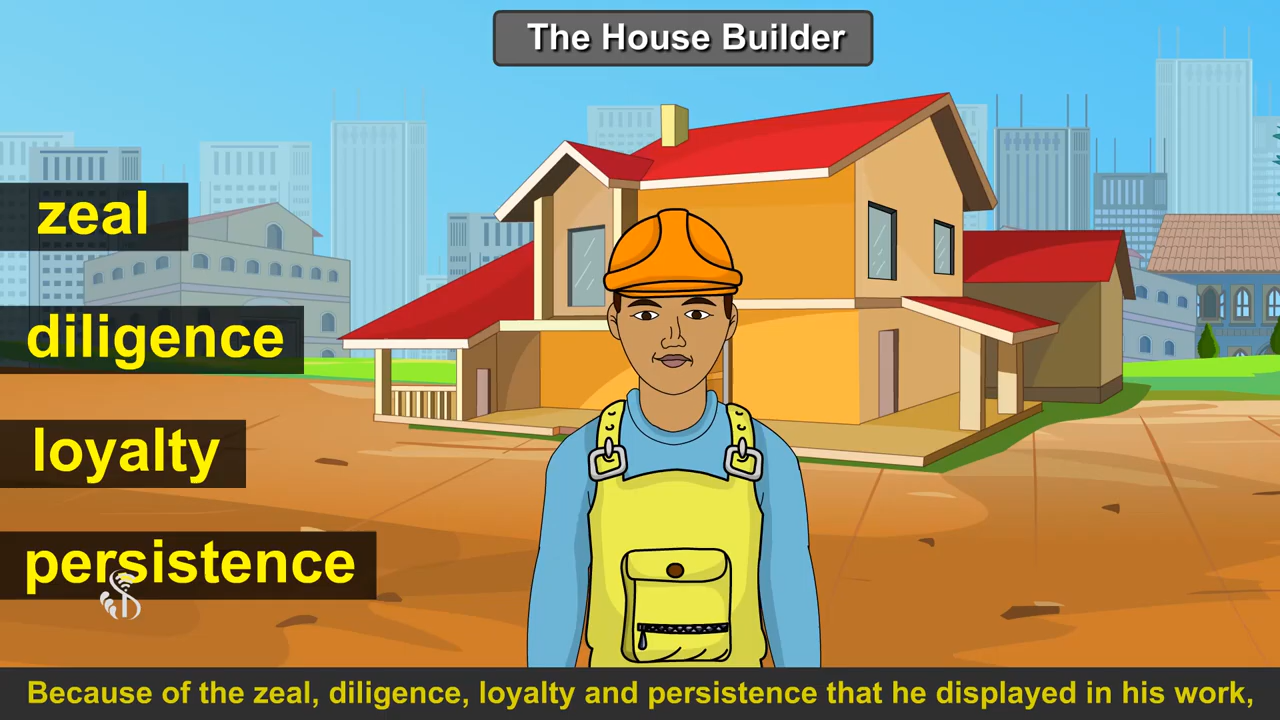 The House Builder
zeal
diligence
loyalty
persistence
Because of the zeal, diligence, loyalty and persistence that he displayed in his work,